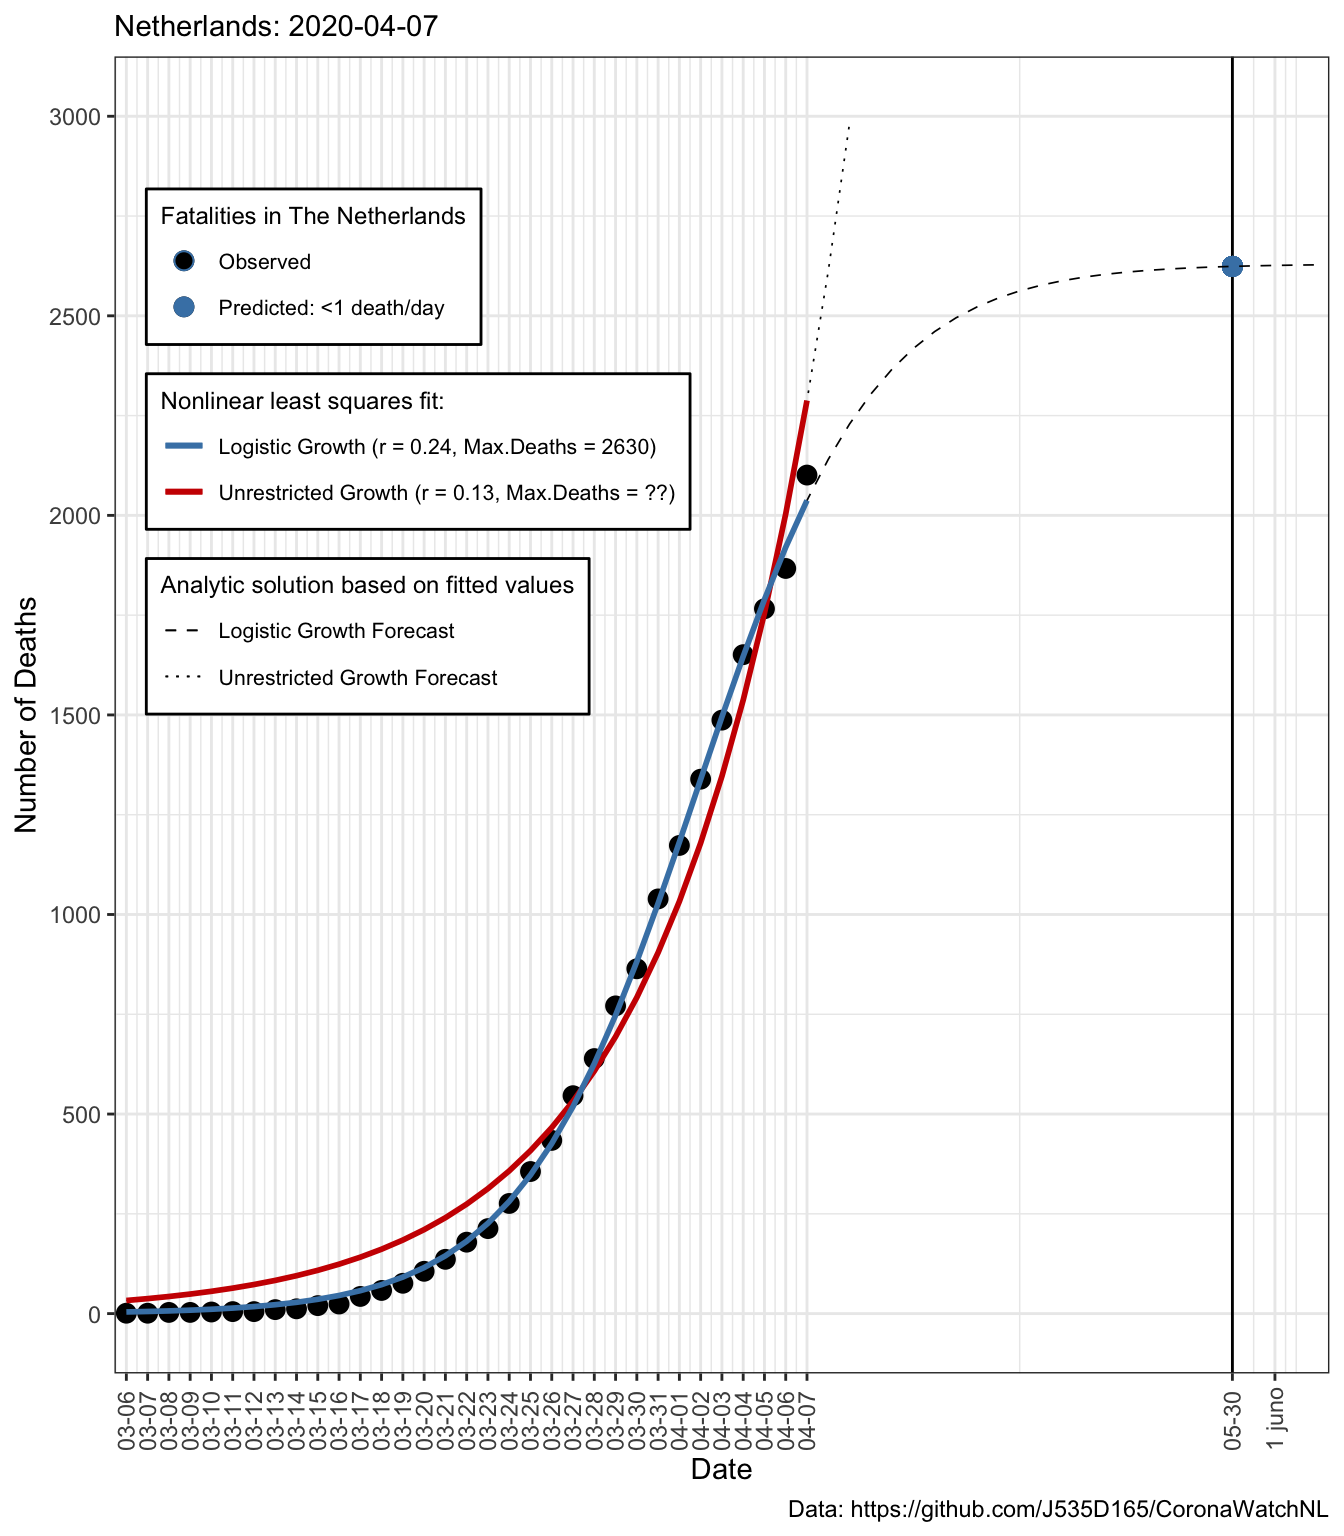 Netherlands: 2020-04-07
3000
2500
2000
1500
1000
500
0
Number of Deaths
Fatalities in The Netherlands
Observed
Predicted: <1 death/day
Nonlinear least squares fit:
Logistic Growth (r = 0.24, Max.Deaths = 2630)
Unrestricted Growth (r = 0.13, Max.Deaths = ??)
Analytic solution based on fitted values
Logistic Growth Forecast
Unrestricted Growth Forecast
03-06
03-07
03-08
03-09
03-10
03-11
03-12
03-13
03-14
03-15
03-16
03-17
03-18
03-19
03-20
03-21
03-22
03-23
03-24
03-25
03-26
03-27
03-28
03-29
03-30
03-31
04-01
04-02
04-03
04-04
04-05
04-06
04-07
05-30
1 juno
Date
Data: https://github.com/J535D165/CoronaWatchNL